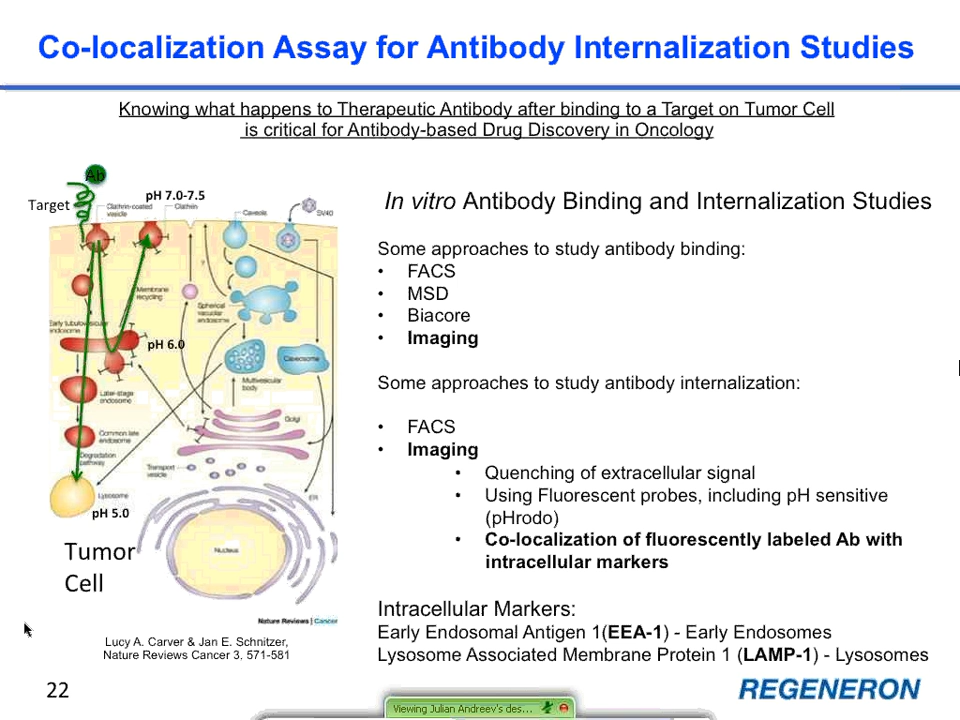 Co-localization Assay for Antibody Internalization Studies
Knowing what happens to Therapeutic Antibody after binding to a Target on Tumor Cell
is critical for Antibody-based Drug Discovery in Oncology
Ab
pH 7.0-7.5
Target
Clathrin-coated
vesicle
Clathrin
Caveola
SV40
?
Membrane
recycling
Spherical
vacuolar
endosome
Early tubulovesicular
endosome
pH 6.0
Caveosome
Multivesicular
body
Later-stage
endosome
Golgi
Common late
endosome
Degradation
pathway
Transport
vesicle
Lysosome
ER
pH 5.0
Nucleus
Tumor
Cell
Nature Reviews | Cancer
Lucy A. Carver & Jan E. Schnitzer,
Nature Reviews Cancer 3, 571-581
In vitro Antibody Binding and Internalization Studies
Some approaches to study antibody binding:
• FACS
• MSD
• Biacore
• Imaging
Some approaches to study antibody internalization:
• FACS
• Imaging
• Quenching of extracellular signal
• Using Fluorescent probes, including pH sensitive
(pHrodo)
• Co-localization of fluorescently labeled Ab with
intracellular markers
Intracellular Markers:
Early Endosomal Antigen 1(EEA-1) - Early Endosomes
Lysosome Associated Membrane Protein 1 (LAMP-1) - Lysosomes
22
REGENERON
Viewing Julian Andreev's des...